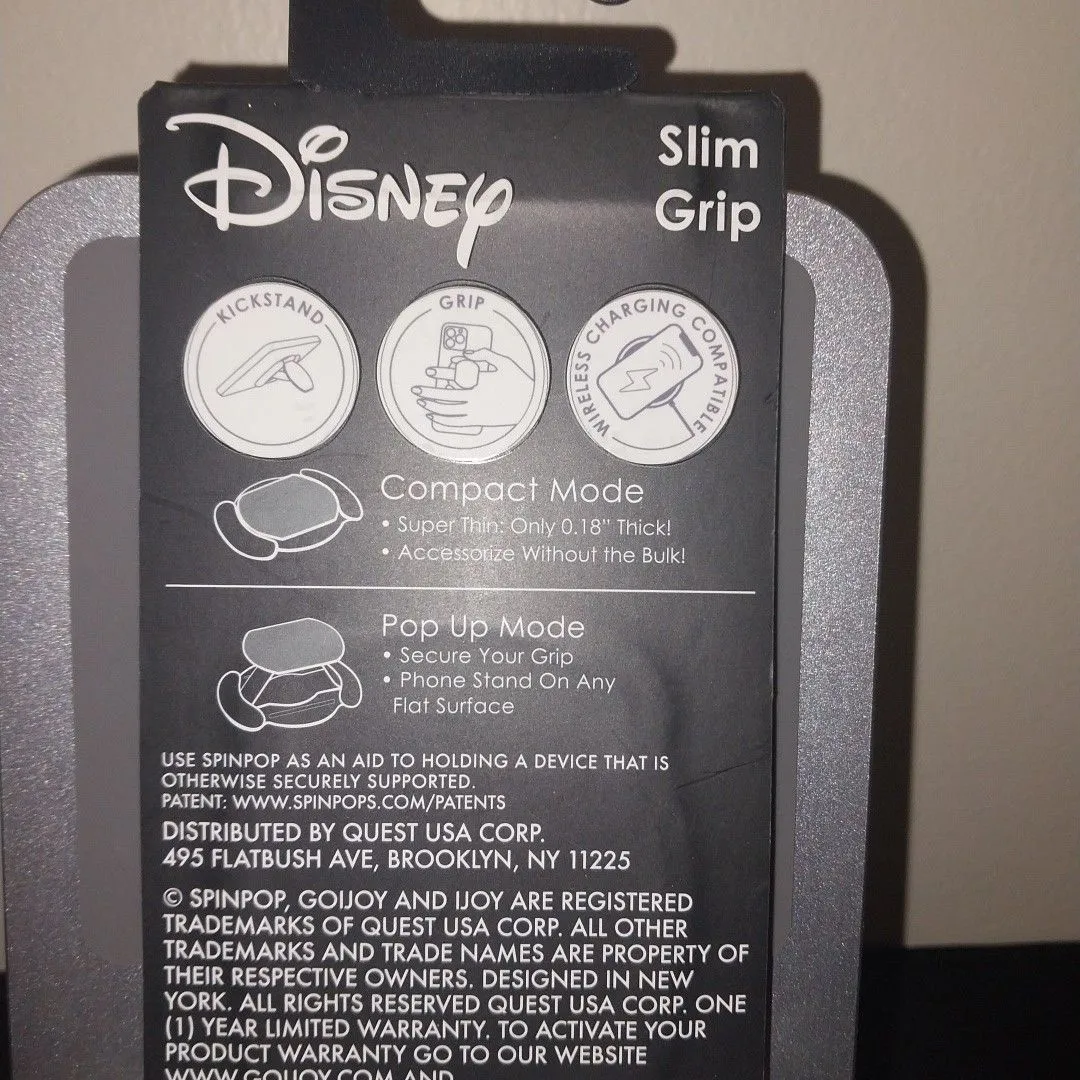 Disney
Slim
Grip
KICKSTAND
GRIP
WIRELESS CHARGING COMPATIBLE
Compact Mode
• Super Thin: Only 0.18" Thick!
• Accessorize Without the Bulk!
Pop Up Mode
• Secure Your Grip
• Phone Stand On Any
Flat Surface
USE SPINPOP AS AN AID TO HOLDING A DEVICE THAT IS
OTHERWISE SECURELY SUPPORTED.
PATENT: WWW.SPINPOPS.COM/PATENTS
DISTRIBUTED BY QUEST USA CORP.
495 FLATBUSH AVE, BROOKLYN, NY 11225
© SPINPOP, GOIJOY AND IJOY ARE REGISTERED
TRADEMARKS OF QUEST USA CORP. ALL OTHER
TRADEMARKS AND TRADE NAMES ARE PROPERTY OF
THEIR RESPECTIVE OWNERS. DESIGNED IN NEW
YORK. ALL RIGHTS RESERVED QUEST USA CORP. ONE
(1) YEAR LIMITED WARRANTY. TO ACTIVATE YOUR
PRODUCT WARRANTY GO TO OUR WEBSITE
WWW.GOIJOY.COM AND